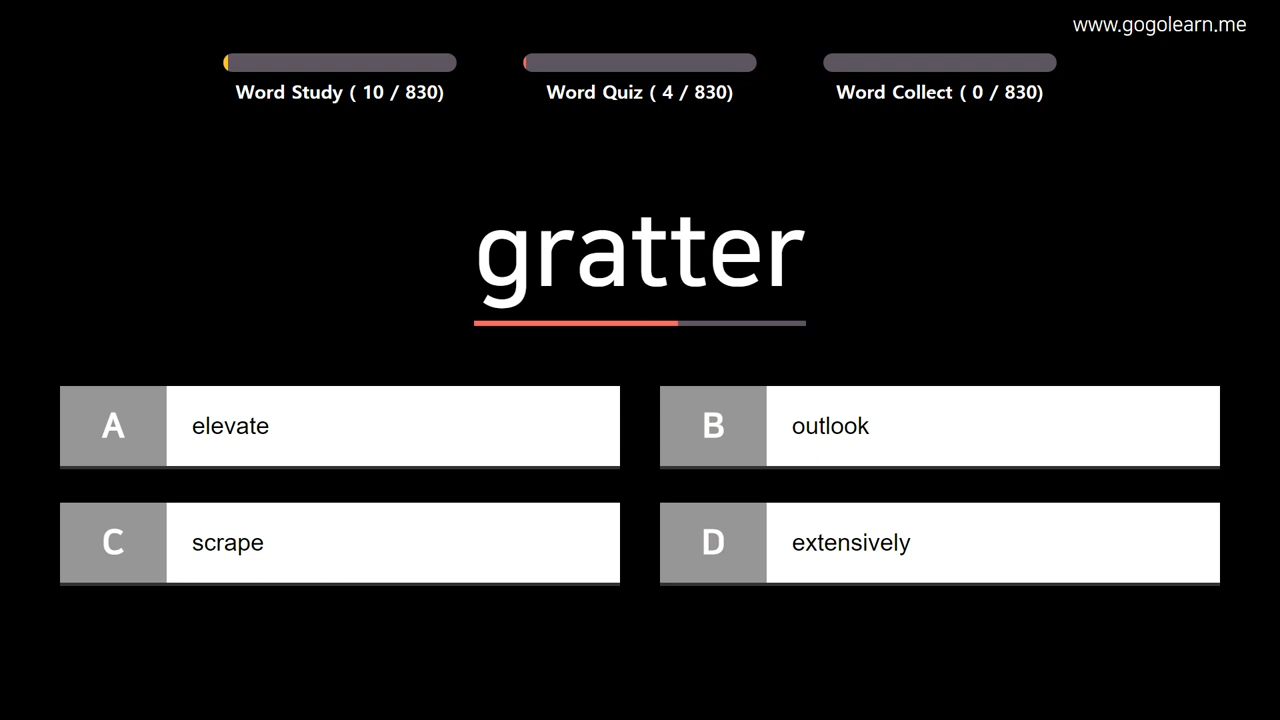 www.gogolearn.me
Word Study ( 10 / 830)
Word Quiz ( 4 / 830)
Word Collect ( 0 / 830)
gratter
A elevate
B outlook
C scrape
D extensively